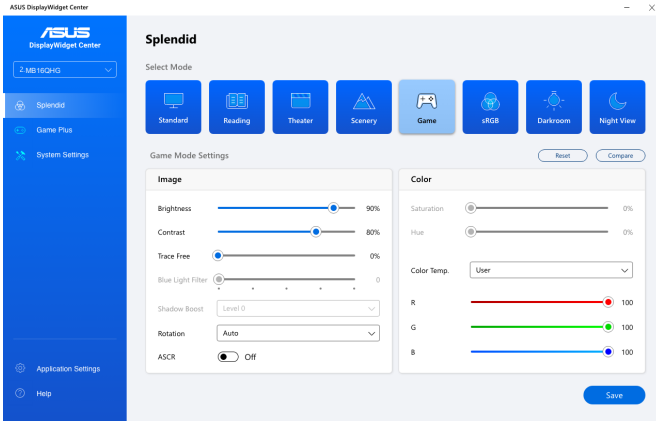 ASUS DisplayWidget Center
ASUS
DisplayWidget Center
2.MB16QHG
Splendid
Game Plus
System Settings
Application Settings
Help
Splendid
Select Mode
Standard Reading Theater Scenery Game sRGB Darkroom Night View
Game Mode Settings Reset Compare
Image
Brightness 90%
Contrast 80%
Trace Free 0%
Blue Light Filter 0
Shadow Boost Level 0
Rotation Auto
ASCR Off
Color
Saturation 0%
Hue 0%
Color Temp. User
R 100
G 100
B 100
Save